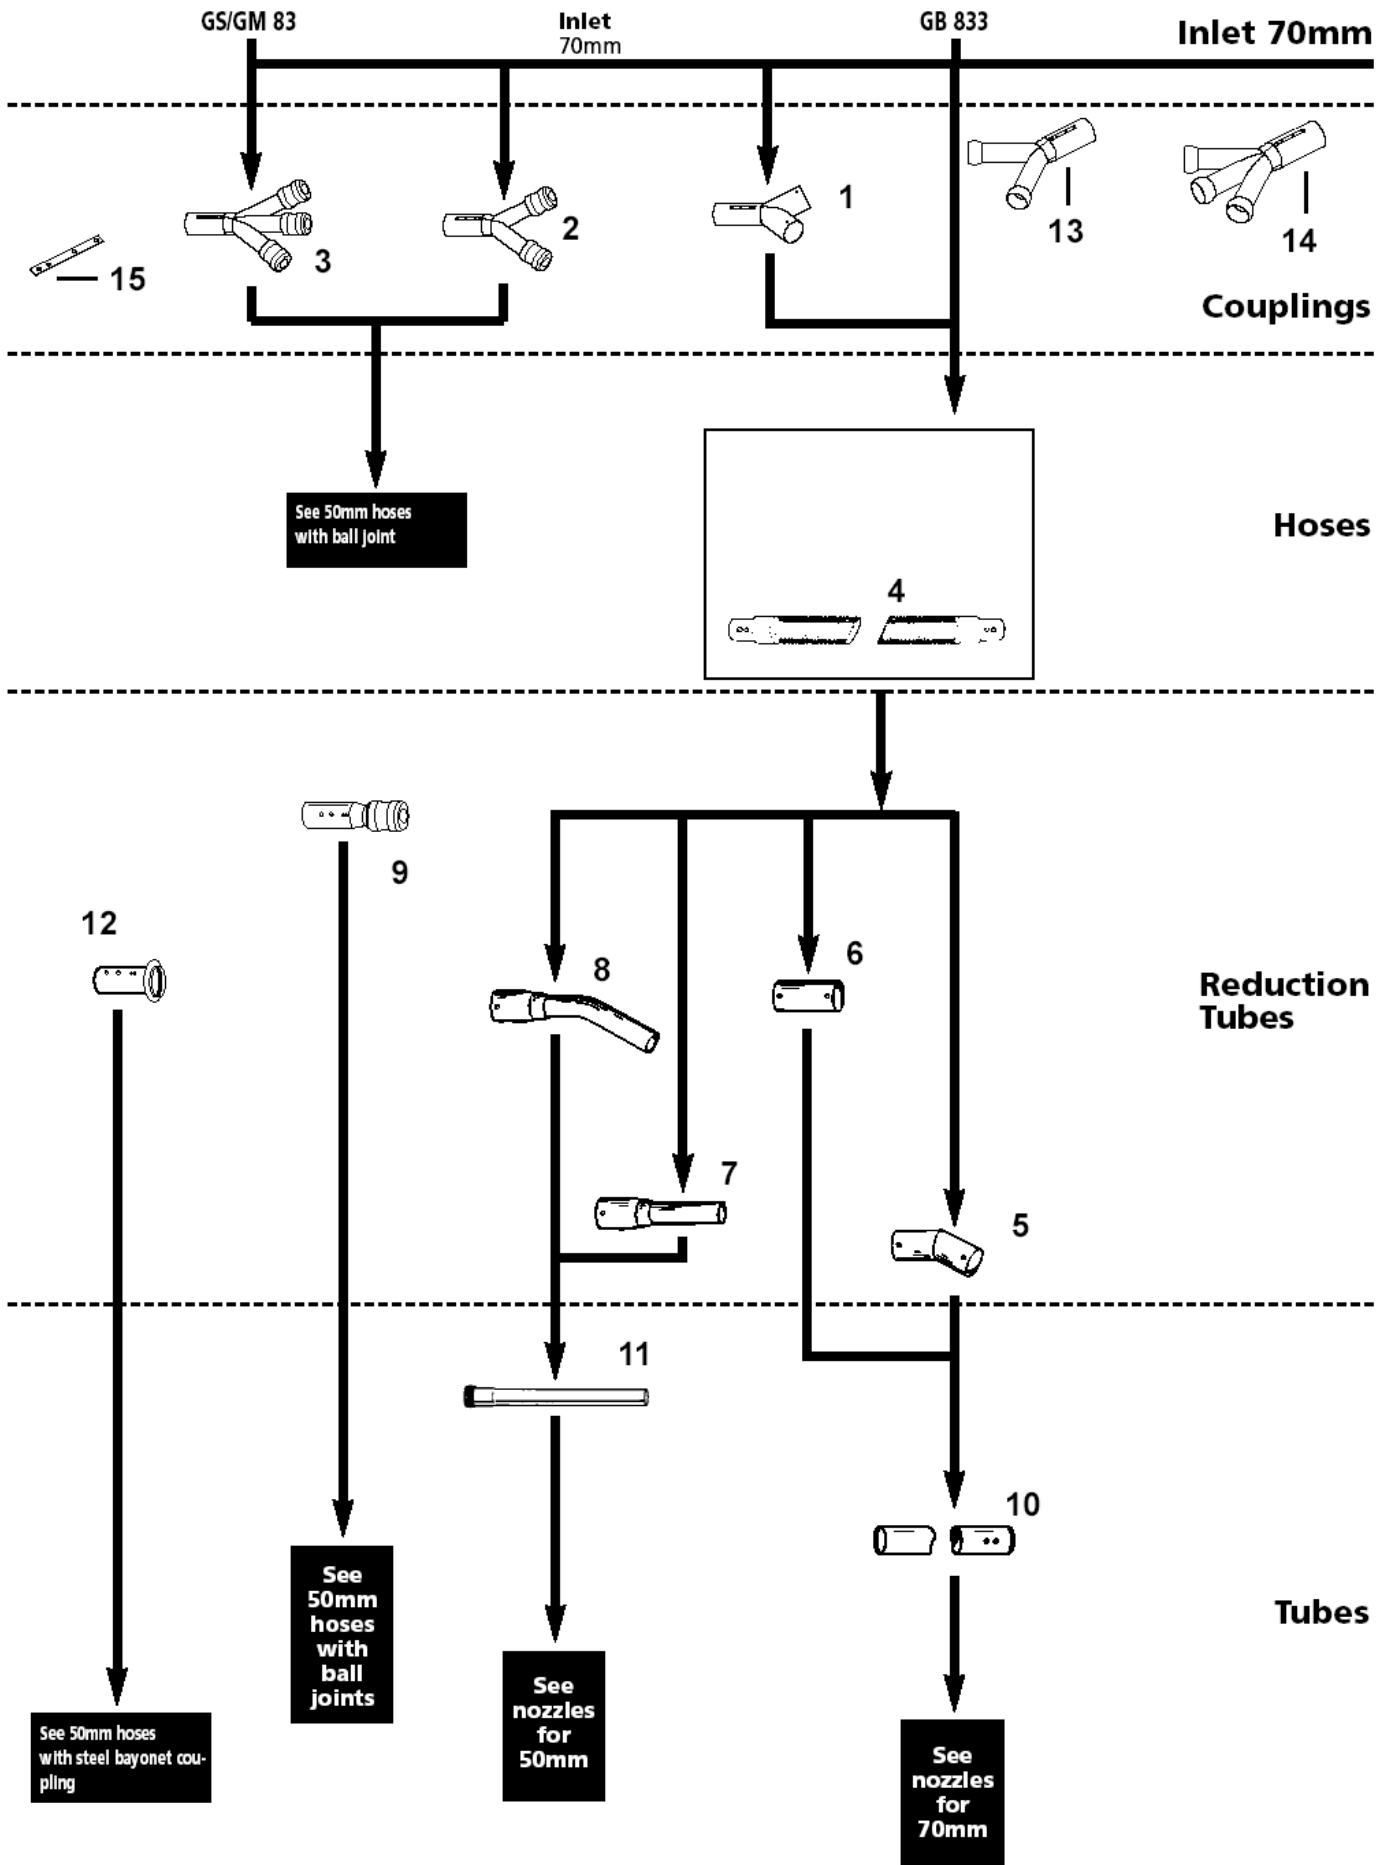 GS/GM 83
Inlet
70mm
GB 833
Inlet 70mm
1
2
3
13
14
15
Couplings
See 50mm hoses
with ball joint
Hoses
4
9
12
8
6
Reduction
Tubes
7
5
11
10
See
50mm
hoses
with
ball
joints
Tubes
See
nozzles
for
50mm
See 50mm hoses
with steel bayonet cou-
pling
See
nozzles
for
70mm